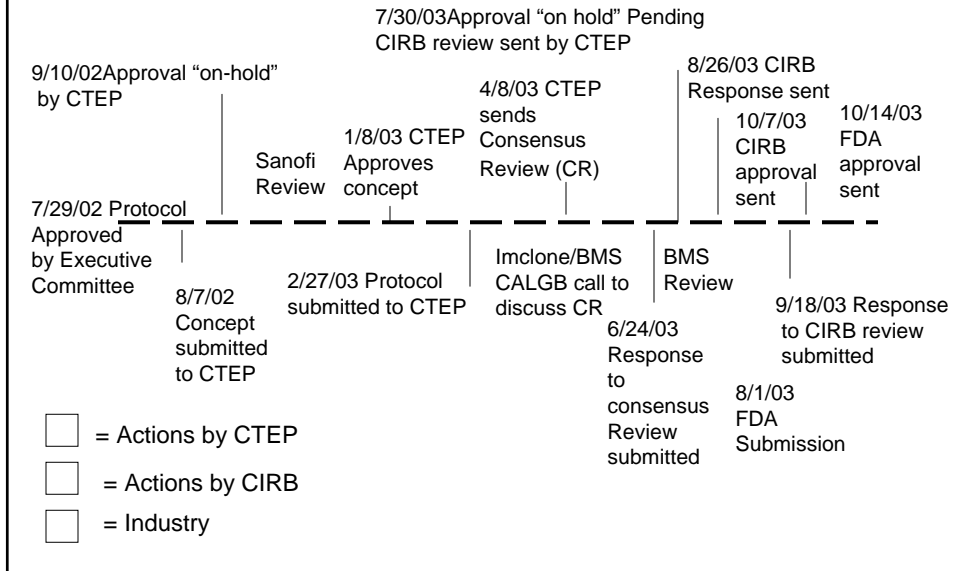 7/30/03Approval “on hold” Pending
CIRB review sent by CTEP
9/10/02Approval “on-hold”
by CTEP
8/26/03 CIRB
Response sent
4/8/03 CTEP
sends
Consensus
Review (CR)
10/7/03
CIRB
approval
sent
10/14/03
FDA
approval
sent
1/8/03 CTEP
Approves
concept
Sanofi
Review
7/29/02 Protocol
Approved
by Executive
Committee
8/7/02
Concept
submitted
to CTEP
2/27/03 Protocol
submitted to CTEP
Imclone/BMS
CALGB call to
discuss CR
BMS
Review
6/24/03
Response
to
consensus
Review
submitted
9/18/03 Response
to CIRB review
submitted
8/1/03
FDA
Submission
= Actions by CTEP
= Actions by CIRB
= Industry